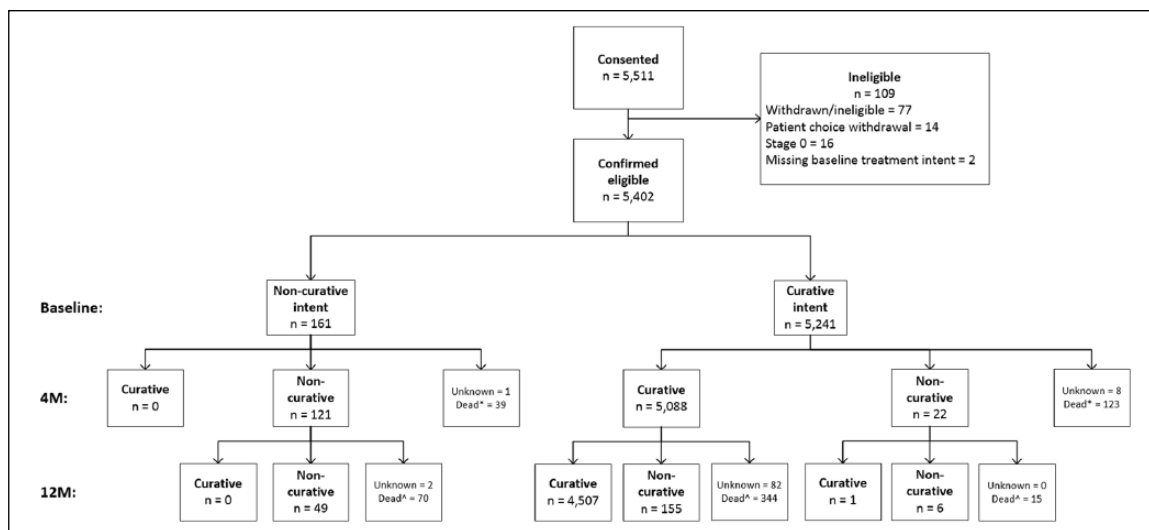 Consented
n = 5,511
Ineligible
n = 109
Withdrawn/ineligible = 77
Patient choice withdrawal = 14
Stage 0 = 16
Missing baseline treatment intent = 2
Confirmed
eligible
n = 5,402
Baseline:
Non-curative
intent
n = 161
Curative
intent
n = 5,241
4M:
Curative
n = 0
Non-
curative
n = 121
Unknown = 1
Dead* = 39
Curative
n = 5,088
Non-
curative
n = 22
Unknown = 8
Dead* = 123
12M:
Curative
n = 0
Non-
curative
n = 49
Unknown = 2
Dead^ = 70
Curative
n = 4,507
Non-
curative
n = 155
Unknown = 82
Dead^ = 344
Curative
n = 1
Non-
curative
n = 6
Unknown = 0
Dead^ = 15